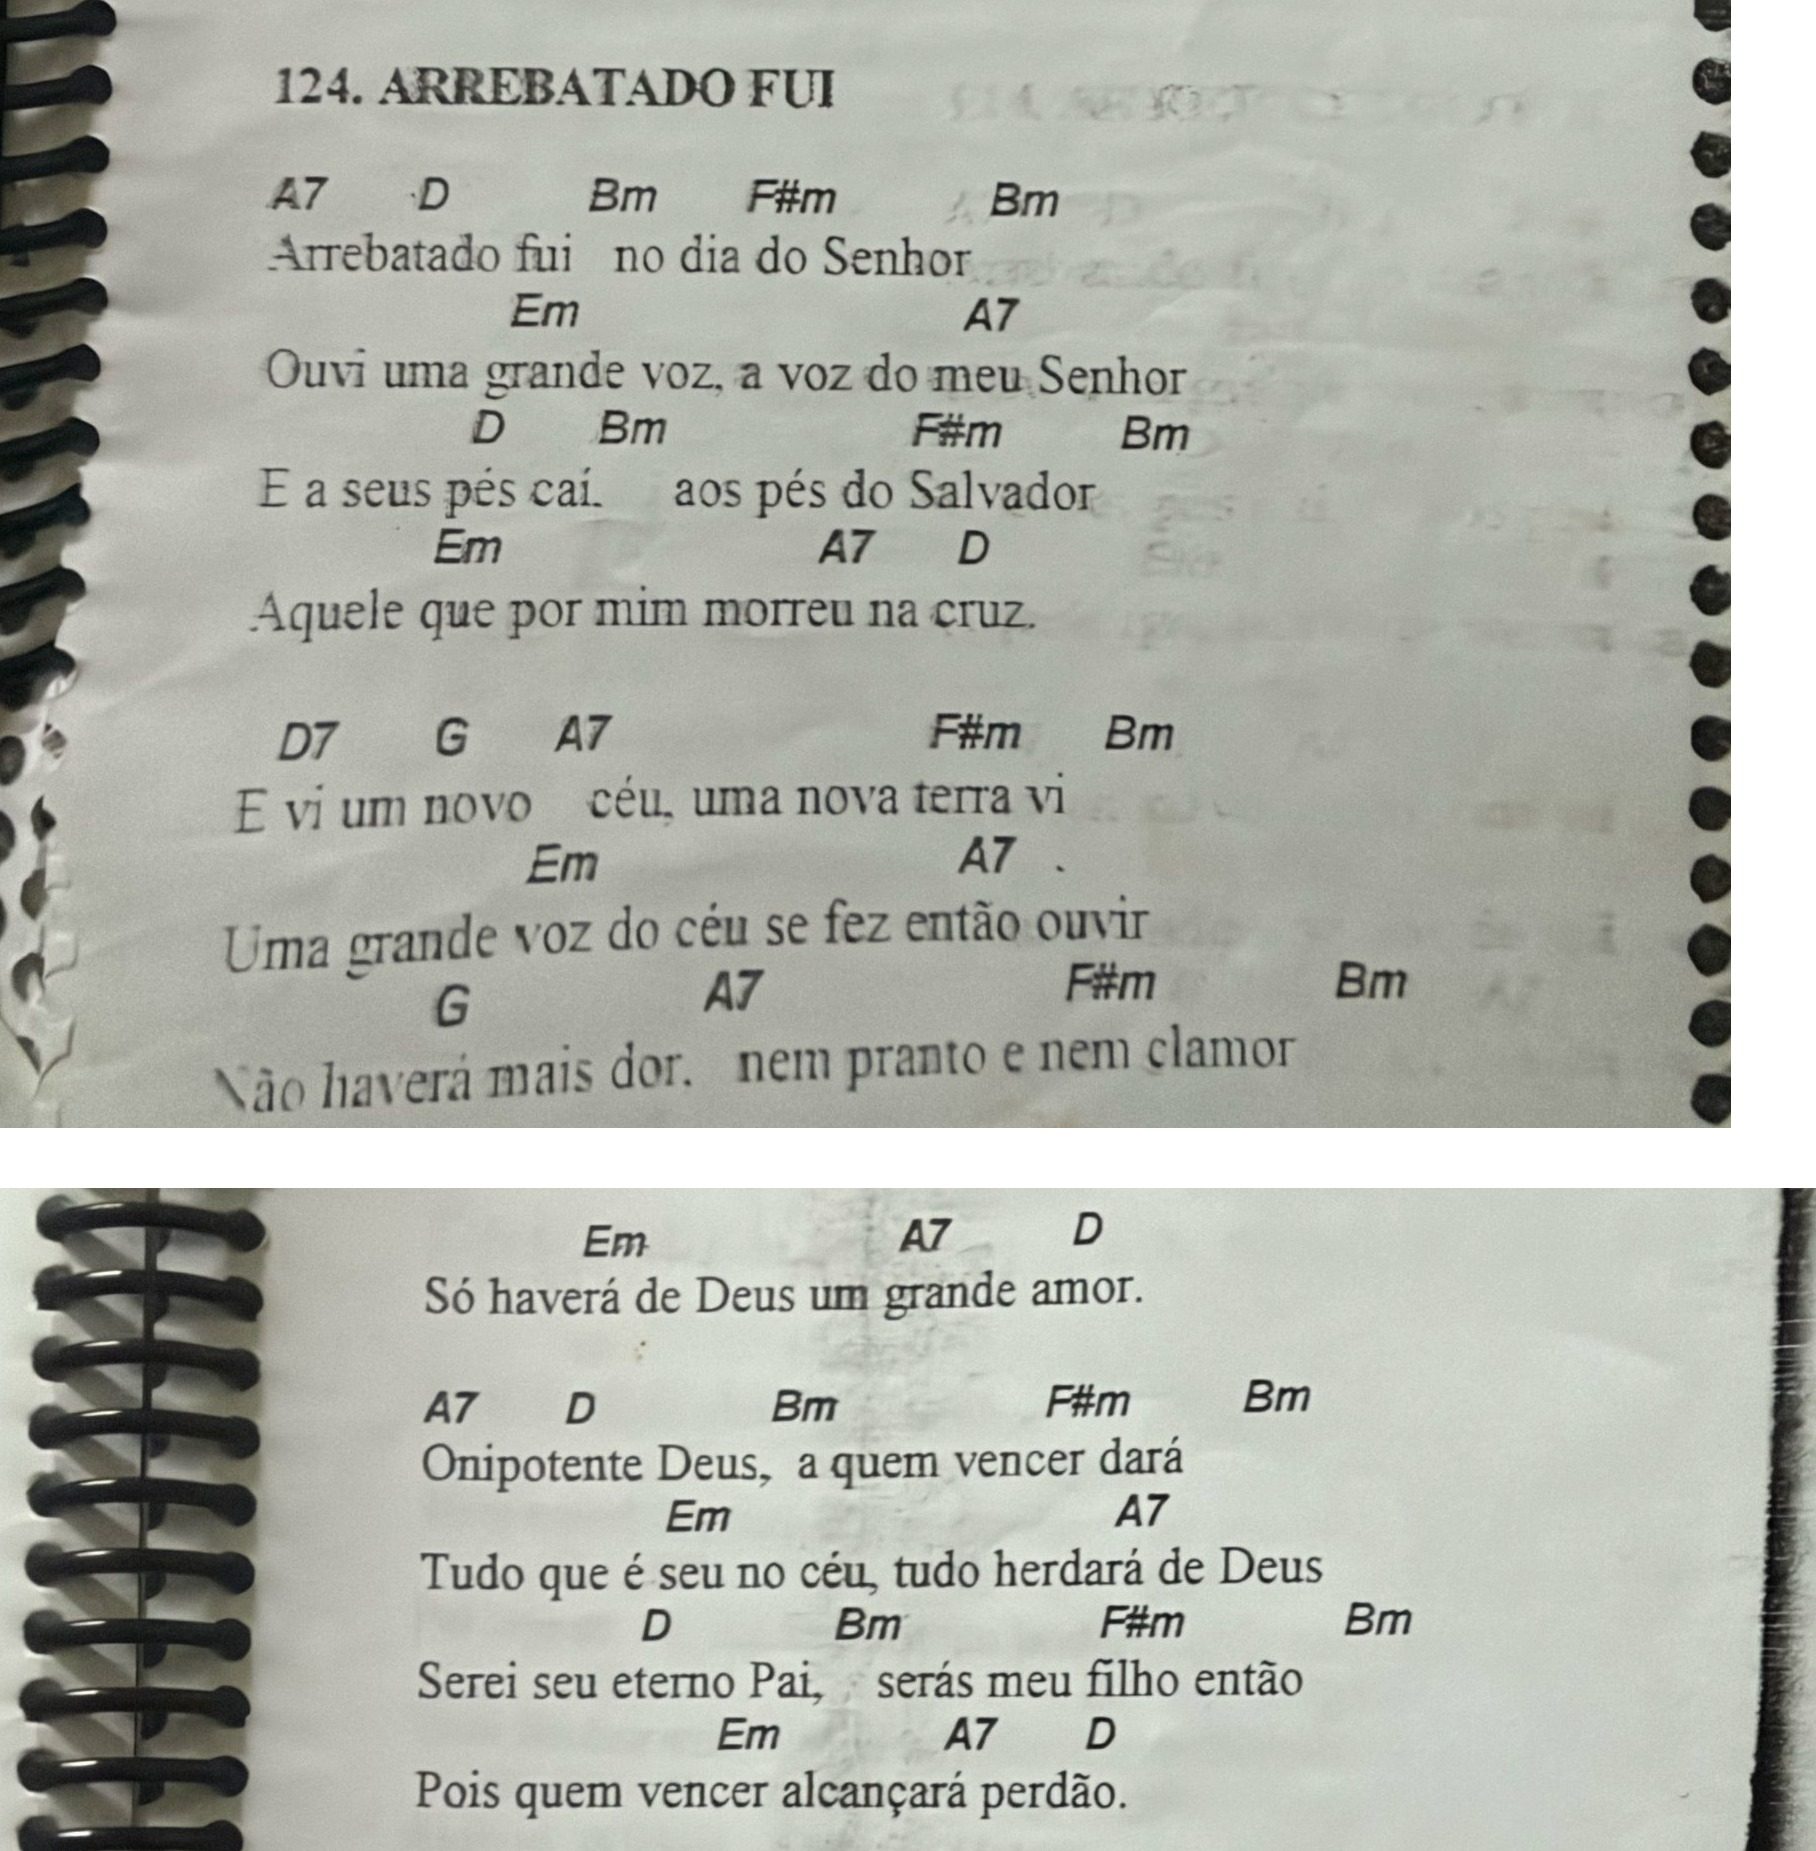 124. ARREBATADO FUI
A7 D Bm F#m Bm
Arrebatado fui no dia do Senhor
Em A7
Ouvi uma grande voz, a voz do meu Senhor
D Bm F#m Bm
E a seus pés caí. aos pés do Salvador
Em A7 D
Aquele que por mim morreu na cruz.
D7 G A7 F#m Bm
E vi um novo céu, uma nova terra vi
Em A7
Uma grande voz do céu se fez então ouvir
G A7 F#m Bm
Não haverá mais dor. nem pranto e nem clamor
Em A7 D
Só haverá de Deus um grande amor.
A7 D Bm F#m Bm
Onipotente Deus, a quem vencer dará
Em A7
Tudo que é seu no céu, tudo herdará de Deus
D Bm F#m Bm
Serei seu eterno Pai, serás meu filho então
Em A7 D
Pois quem vencer alcançará perdão.